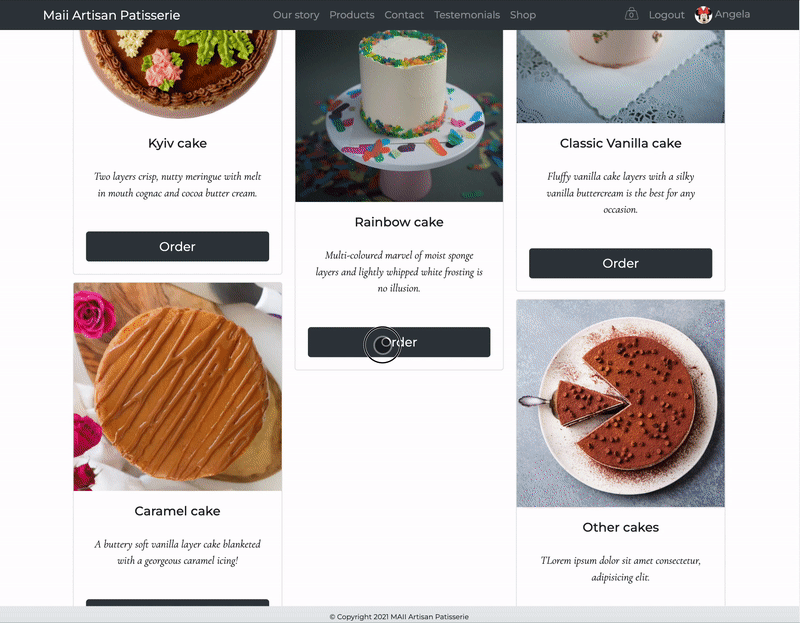 Maii Artisan Patisserie
Our story Products Contact Testemonials Shop
0 Logout Angela
Kyiv cake
Two layers crisp, nutty meringue with melt
in mouth cognac and cocoa butter cream.
Order
Rainbow cake
Multi-coloured marvel of moist sponge
layers and lightly whipped white frosting is
no illusion.
Order
Classic Vanilla cake
Fluffy vanilla cake layers with a silky
vanilla buttercream is the best for any
occasion.
Order
Caramel cake
A buttery soft vanilla layer cake blanketed
with a georgeous caramel icing!
Other cakes
TLorem ipsum dolor sit amet consectetur,
adipisicing elit.
© Copyright 2021 MAII Artisan Patisserie